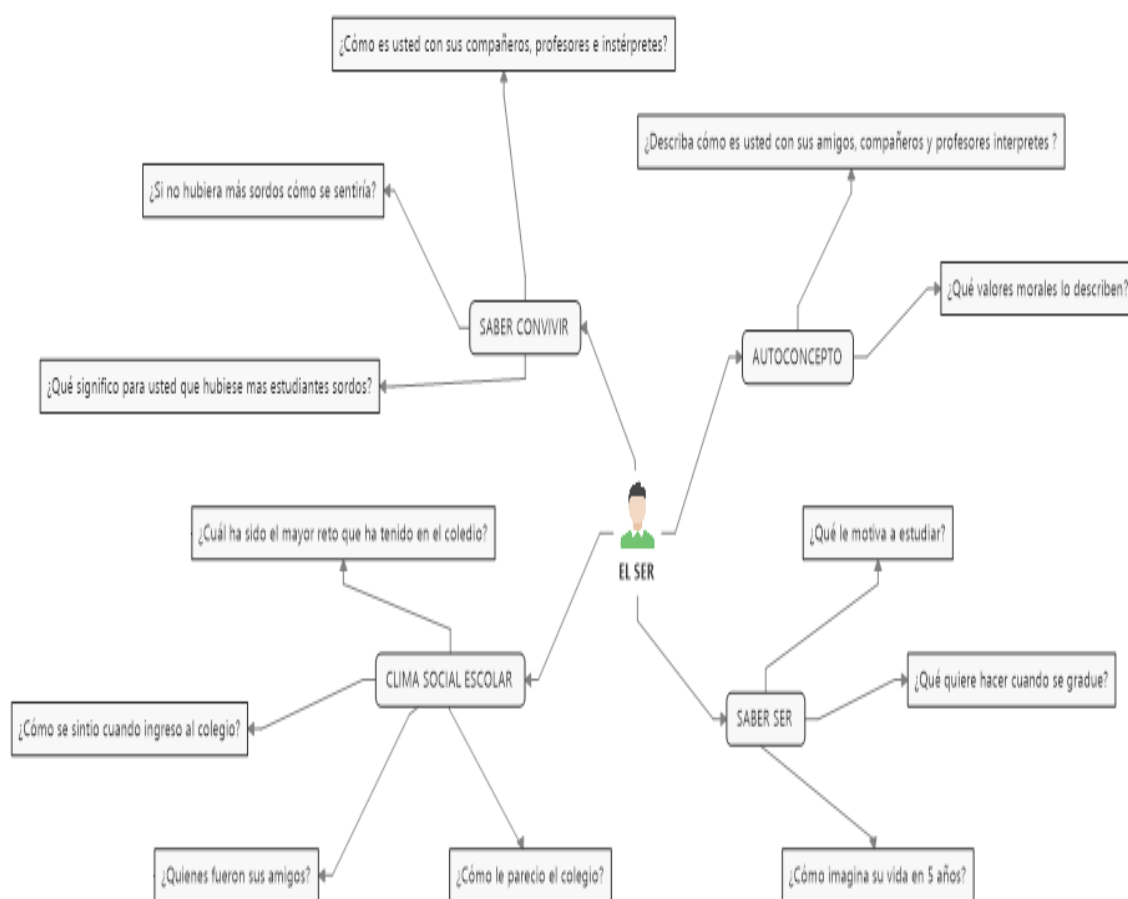 ¿Cómo es usted con sus compañeros, profesores e instérpretes?
¿Describa cómo es usted con sus amigos, compañeros y profesores interpretes ?
¿Si no hubiera más sordos cómo se sentiría?
¿Qué valores morales lo describen?
SABER CONVIVIR
AUTOCONCEPTO
¿Qué significo para usted que hubiese mas estudiantes sordos?
¿Cuál ha sido el mayor reto que ha tenido en el coledio?
¿Qué le motiva a estudiar?
EL SER
CLIMA SOCIAL ESCOLAR
¿Qué quiere hacer cuando se gradue?
SABER SER
¿Cómo se sintio cuando ingreso al colegio?
¿Quienes fueron sus amigos?
¿Cómo le parecio el colegio?
¿Cómo imagina su vida en 5 años?